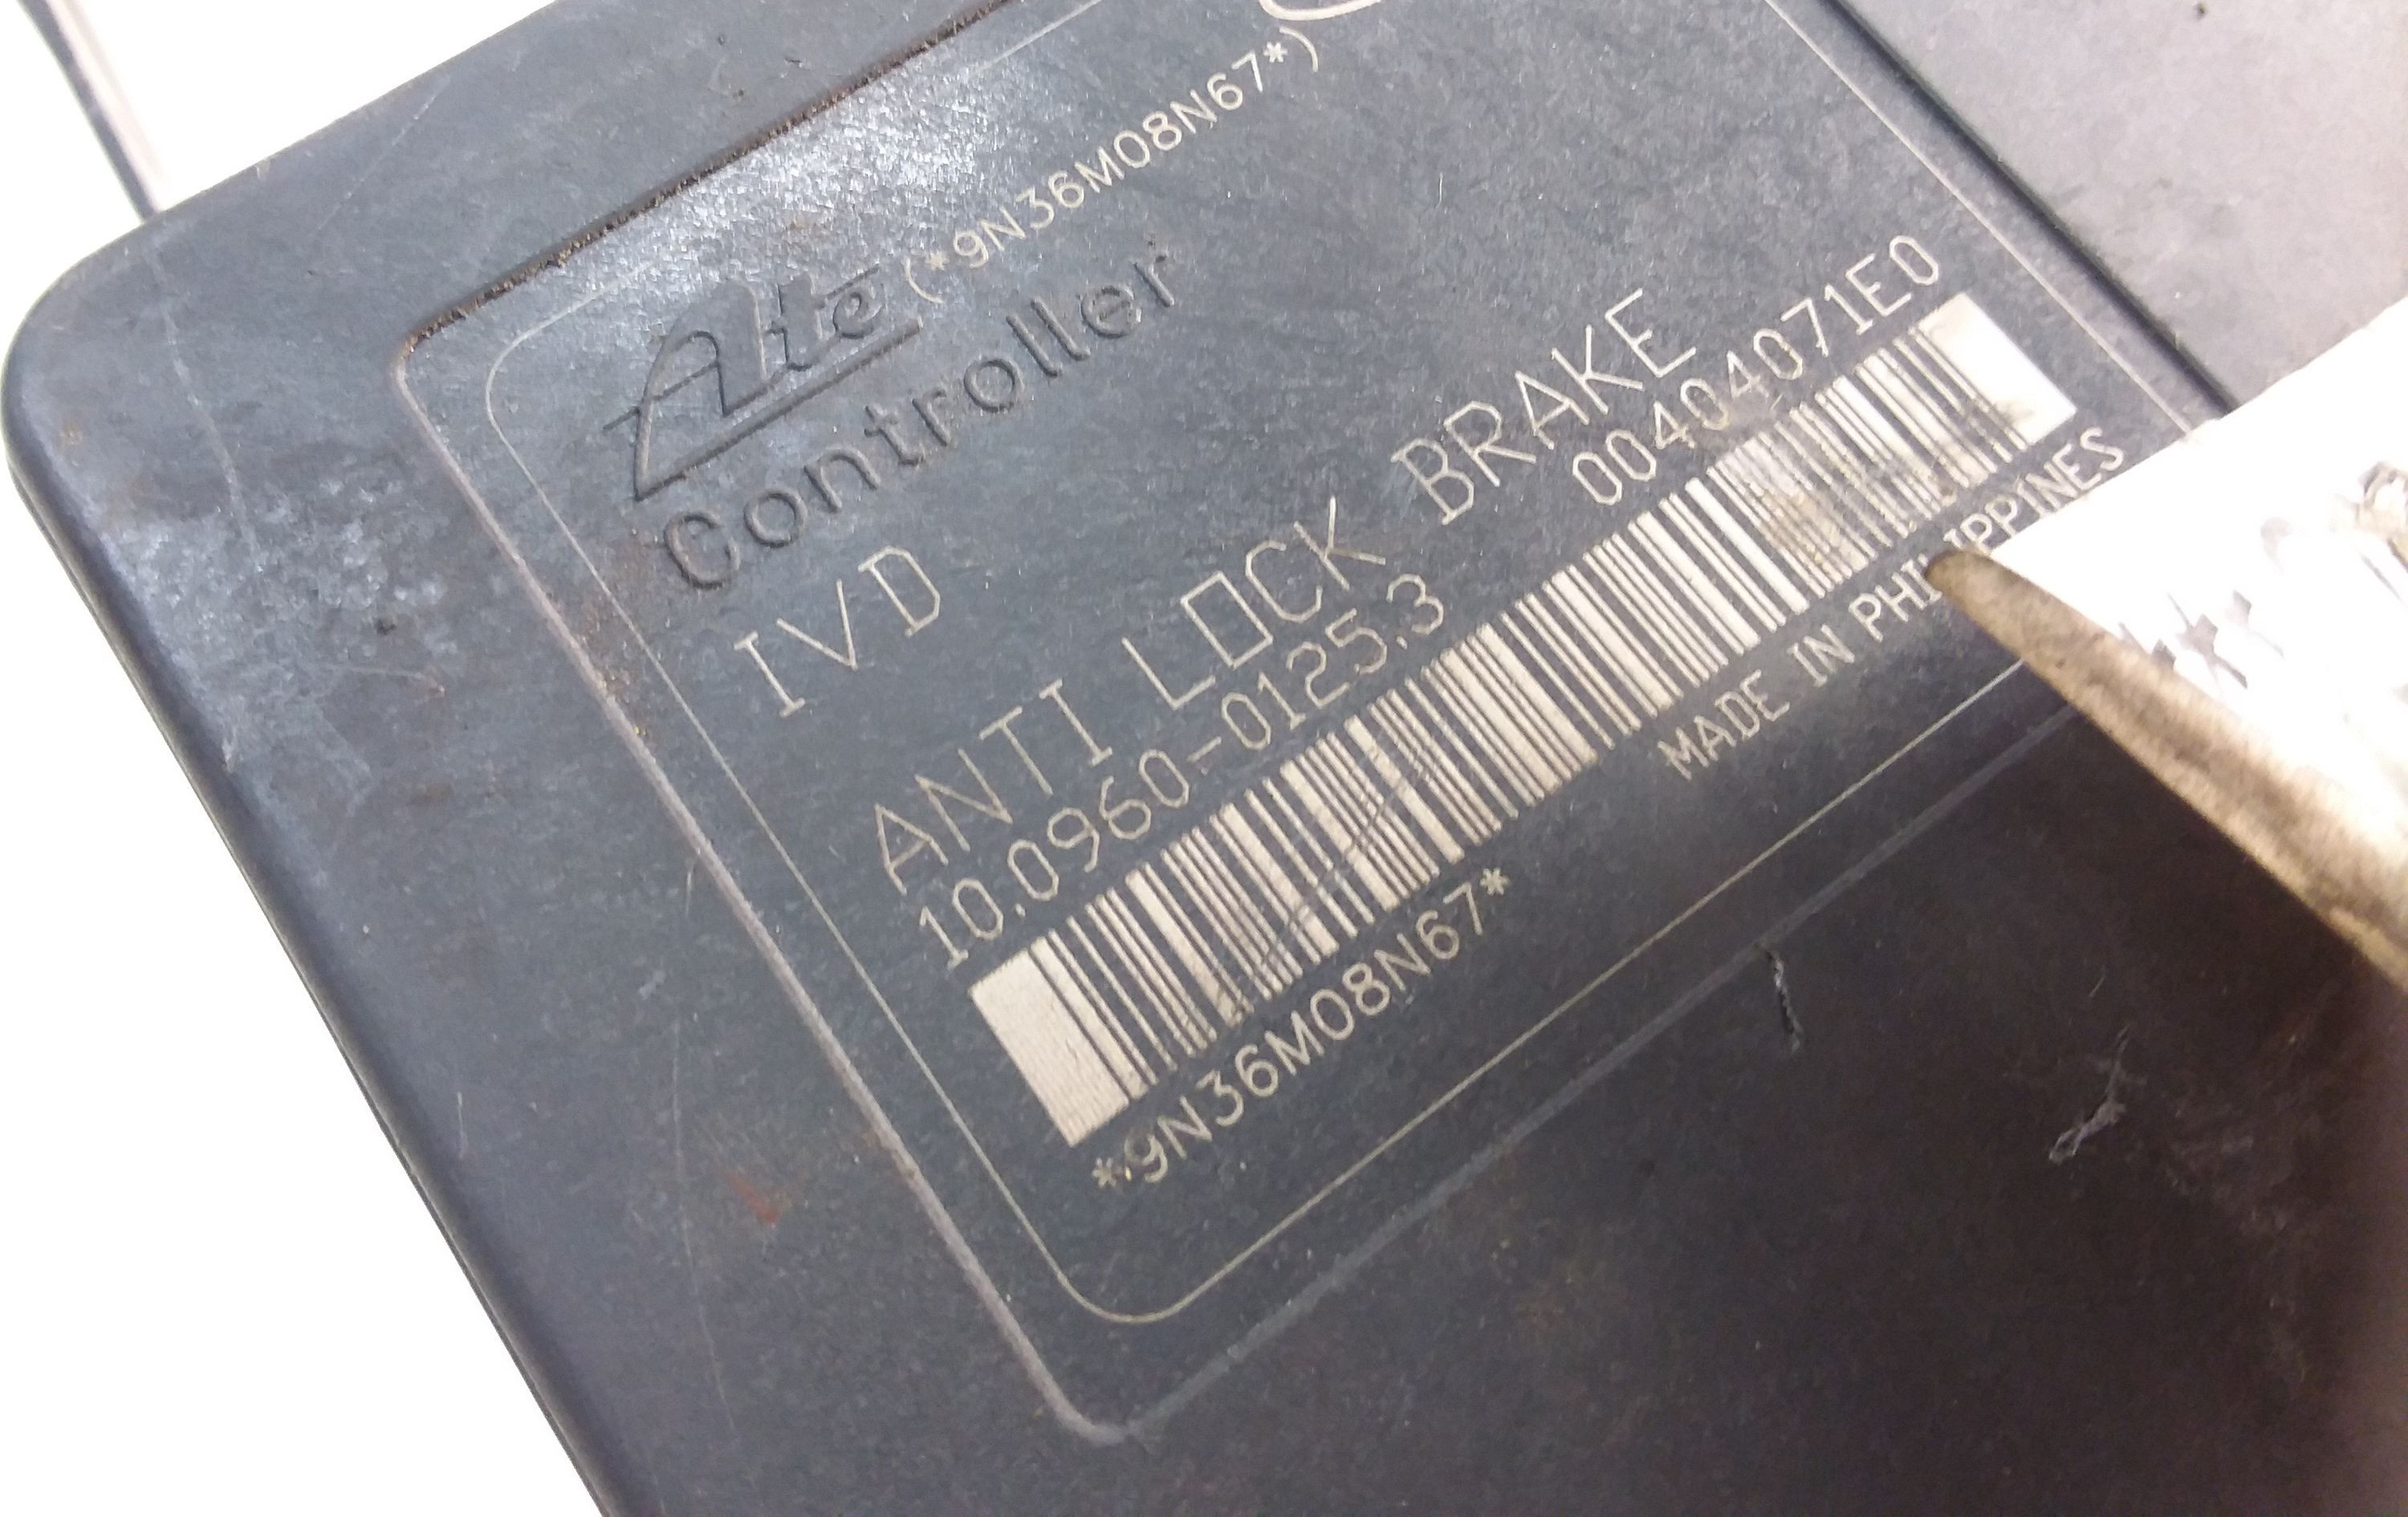 (*9N36M08N67*)
Ate
Controller
IVD
ANTI LOCK BRAKE
10.0960-0125.3 00404071E0
MADE IN PHILIPPINES
*9N36M08N67*